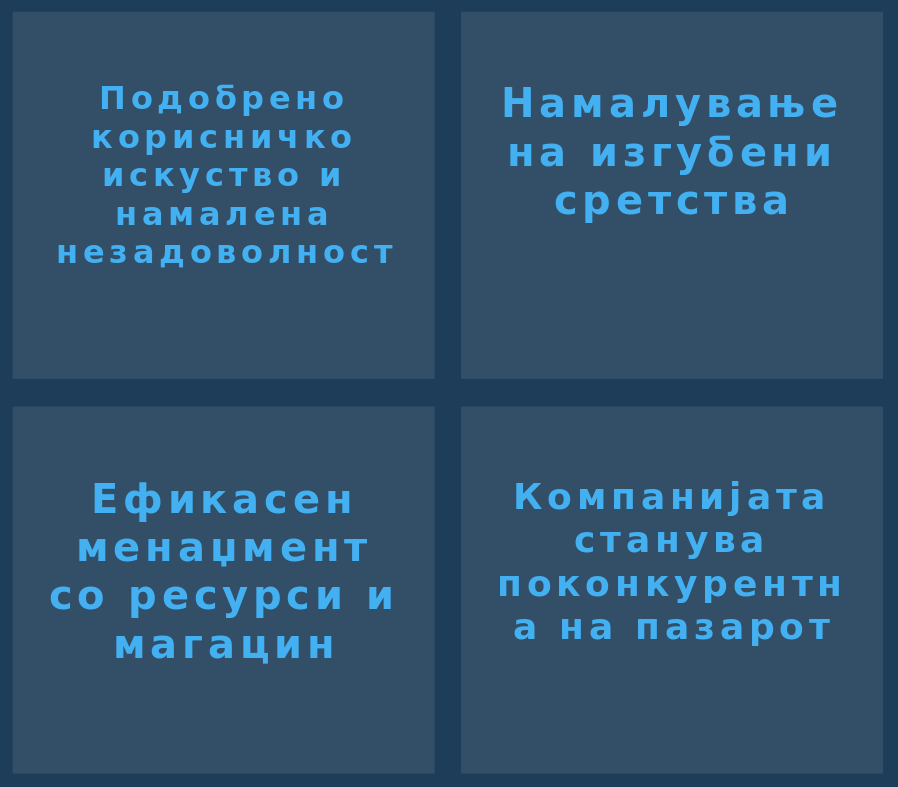 Подобрено
корисничко
искуство и
намалена
незадоволност
Намалување
на изгубени
сретства
Ефикасен
менаџмент
со ресурси и
магацин
Компанијата
станува
поконкурентн
а на пазарот